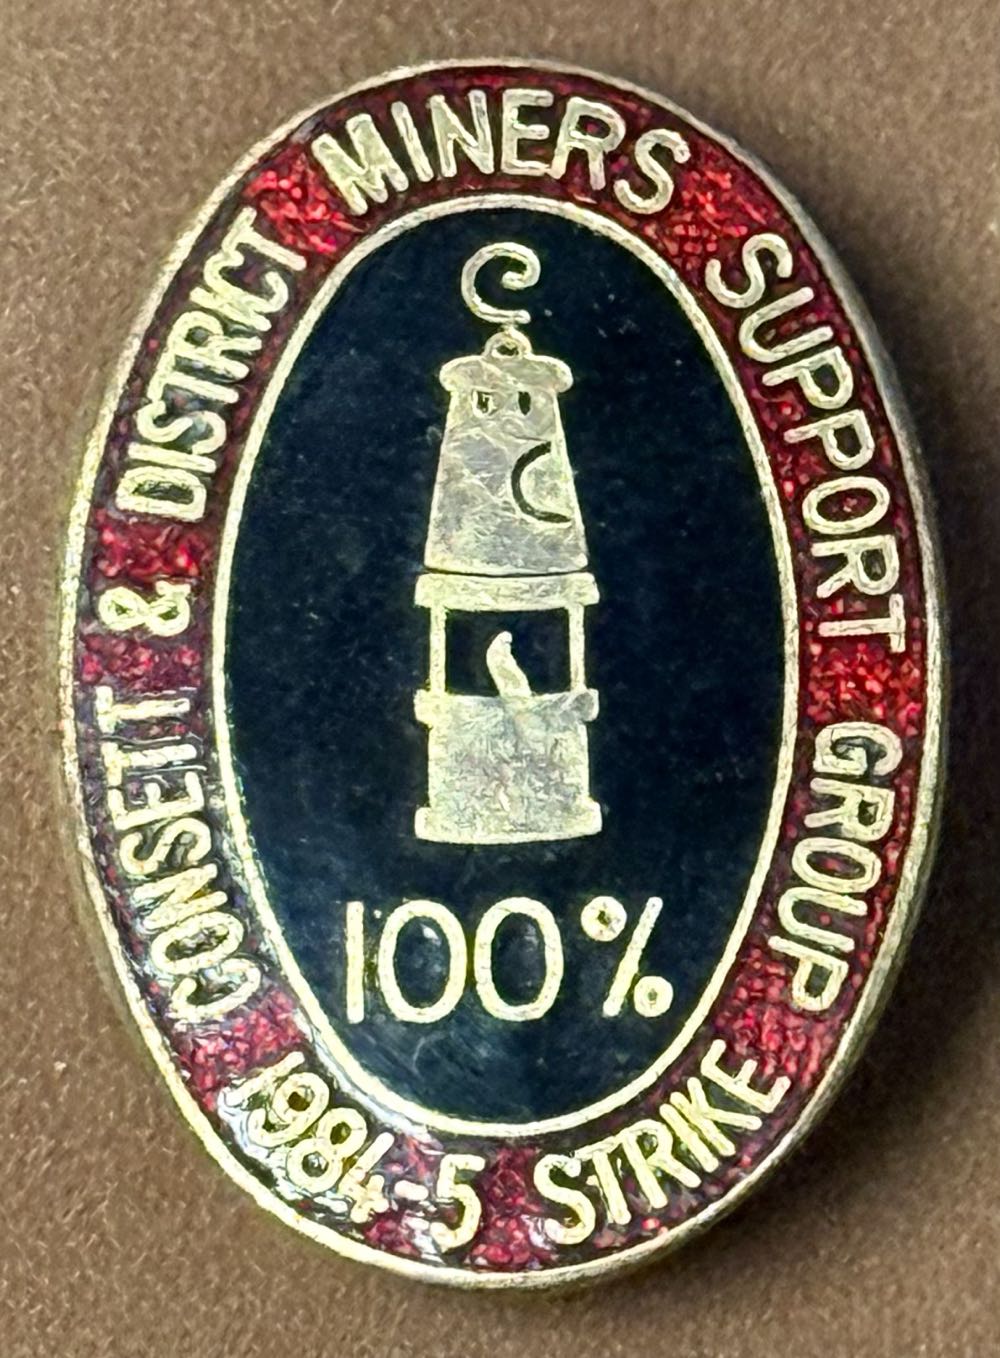 CONSETT & DISTRICT MINERS SUPPORT GROUP
1984-5 STRIKE
100%